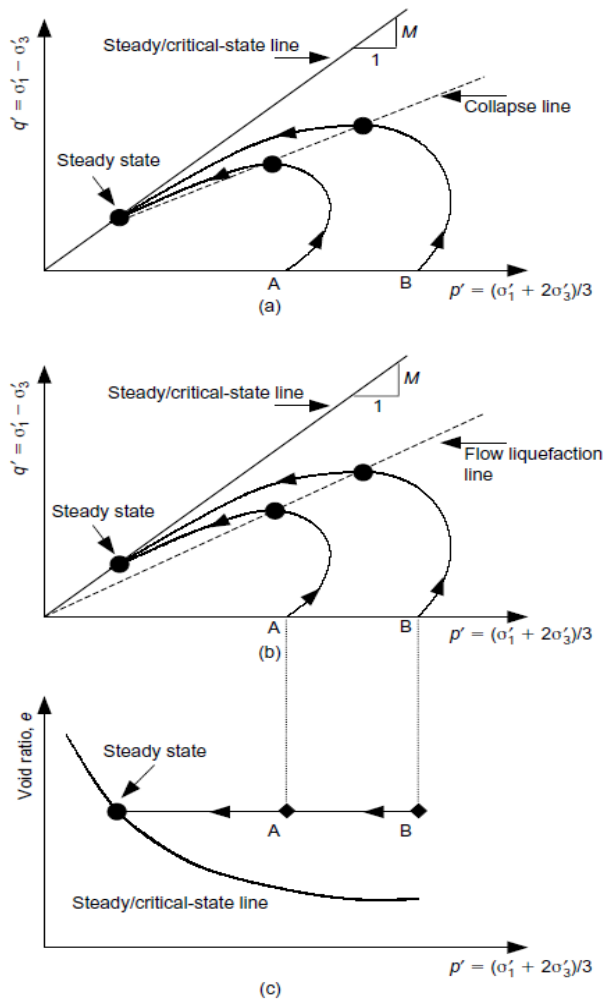 q′ = σ′₁ − σ′₃
Steady/critical-state line
M
1
Collapse line
Steady state
A
B
p′ = (σ′₁ + 2σ′₃)/3
(a)
q′ = σ′₁ − σ′₃
Steady/critical-state line
M
1
Flow liquefaction
line
Steady state
A
B
p′ = (σ′₁ + 2σ′₃)/3
(b)
Void ratio, e
Steady state
A
B
Steady/critical-state line
p′ = (σ′₁ + 2σ′₃)/3
(c)